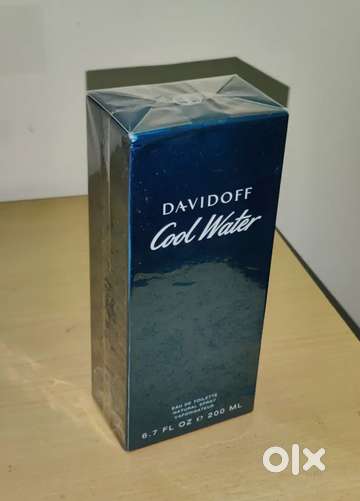 DAVIDOFF
Cool Water
EAU DE TOILETTE
NATURAL SPRAY
VAPORISATEUR
6.7 FL OZ ℮ 200 ML
olx